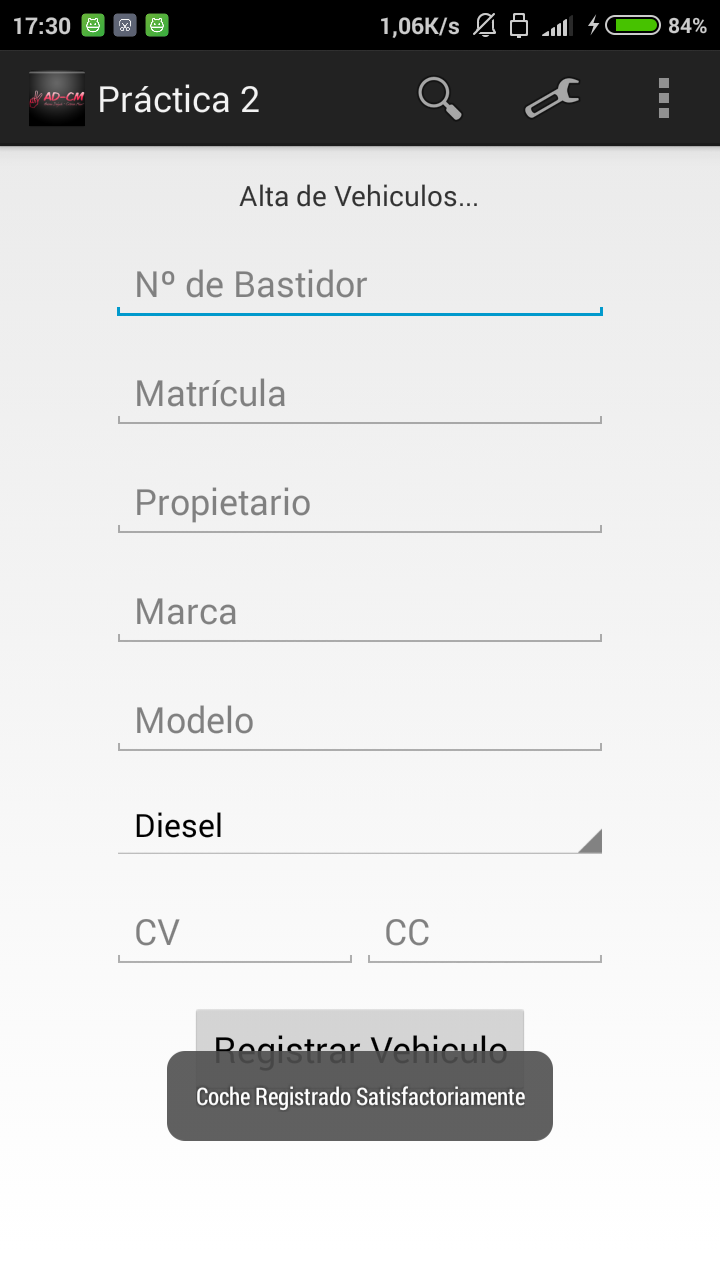 17:30 1,06K/s 84%
AD-CM Práctica 2
Alta de Vehiculos...
Nº de Bastidor
Matrícula
Propietario
Marca
Modelo
Diesel
CV CC
Registrar Vehiculo
Coche Registrado Satisfactoriamente